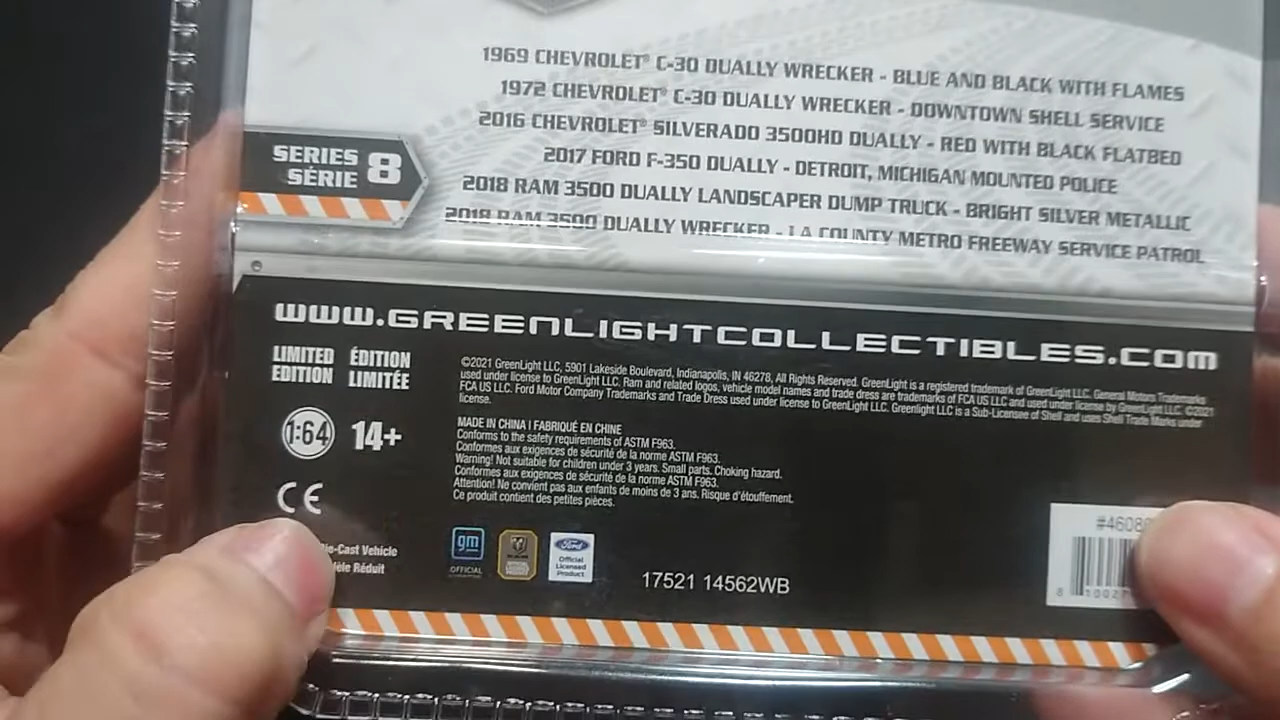 1969 CHEVROLET® C-30 DUALLY WRECKER - BLUE AND BLACK WITH FLAMES
1972 CHEVROLET® C-30 DUALLY WRECKER - DOWNTOWN SHELL SERVICE
2016 CHEVROLET® SILVERADO 3500HD DUALLY - RED WITH BLACK FLATBED
2017 FORD F-350 DUALLY - DETROIT, MICHIGAN MOUNTED POLICE
2018 RAM 3500 DUALLY LANDSCAPER DUMP TRUCK - BRIGHT SILVER METALLIC
2018 RAM 3500 DUALLY WRECKER - LA COUNTY METRO FREEWAY SERVICE PATROL
SERIES
SÉRIE
8
WWW.GREENLIGHTCOLLECTIBLES.COM
LIMITED
EDITION
ÉDITION
LIMITÉE
1:64
14+
CE
©2021 GreenLight LLC, 5901 Lakeside Boulevard, Indianapolis, IN 46278, All Rights Reserved. GreenLight is a registered trademark of GreenLight LLC. General Motors Trademarks
used under license to GreenLight LLC. Ram and related logos, vehicle model names and trade dress are trademarks of FCA US LLC and used under license by GreenLight LLC. ©2021
FCA US LLC. Ford Motor Company Trademarks and Trade Dress used under license to GreenLight LLC. Greenlight LLC is a Sub-Licensee of Shell and uses Shell Trade Marks under
license.
MADE IN CHINA I FABRIQUÉ EN CHINE
Conforms to the safety requirements of ASTM F963.
Conformes aux exigences de sécurité de la norme ASTM F963.
Warning! Not suitable for children under 3 years. Small parts. Choking hazard.
Conformes aux exigences de sécurité de la norme ASTM F963.
Attention! Ne convient pas aux enfants de moins de 3 ans. Risque d'étouffement.
Ce produit contient des petites pièces.
ie-Cast Vehicle
èle Réduit
gm
OFFICIAL
Ford
Official
Licensed
Product
17521 14562WB
#4608
8 10027